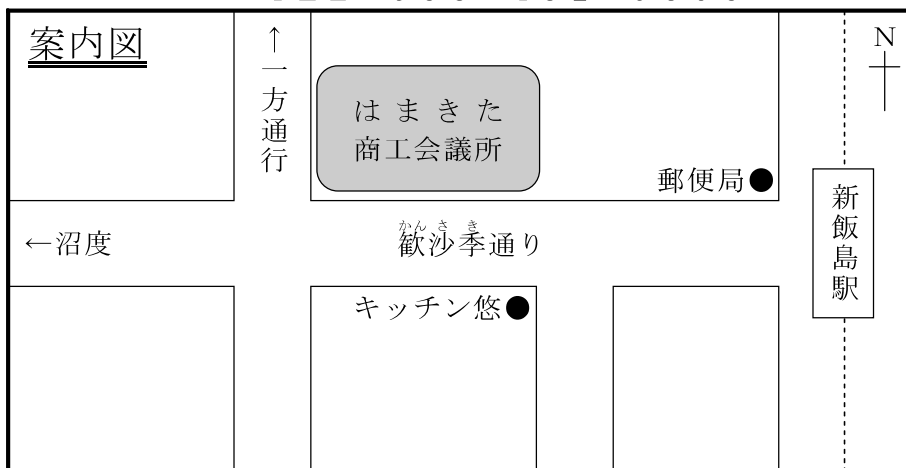 案内図
↑一方通行
はまきた
商工会議所
郵便局
N
新飯島駅
←沼度
歓沙季通り
かんさき
キッチン悠